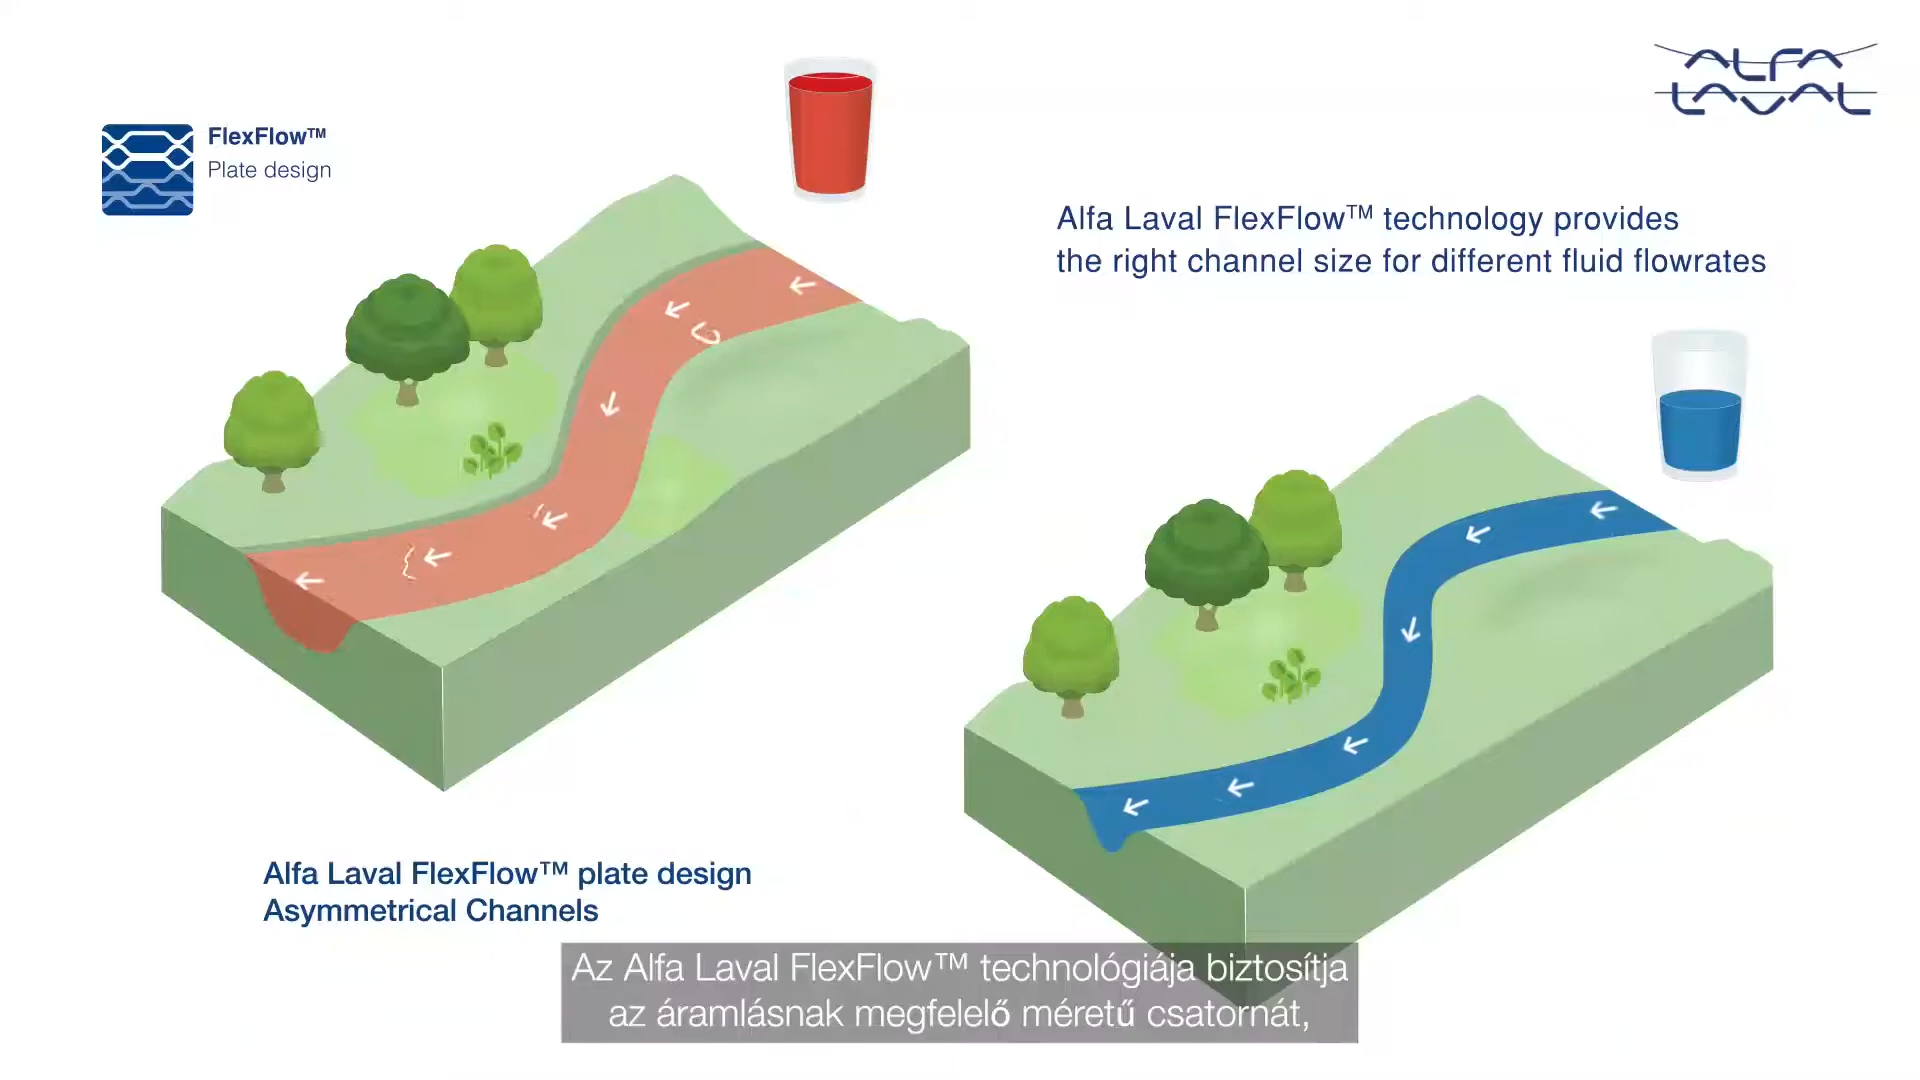 ALFA
LAVAL
FlexFlow™
Plate design
Alfa Laval FlexFlow™ technology provides
the right channel size for different fluid flowrates
Alfa Laval FlexFlow™ plate design
Asymmetrical Channels
Az Alfa Laval FlexFlow™ technológiája biztosítja
az áramlásnak megfelelő méretű csatornát,